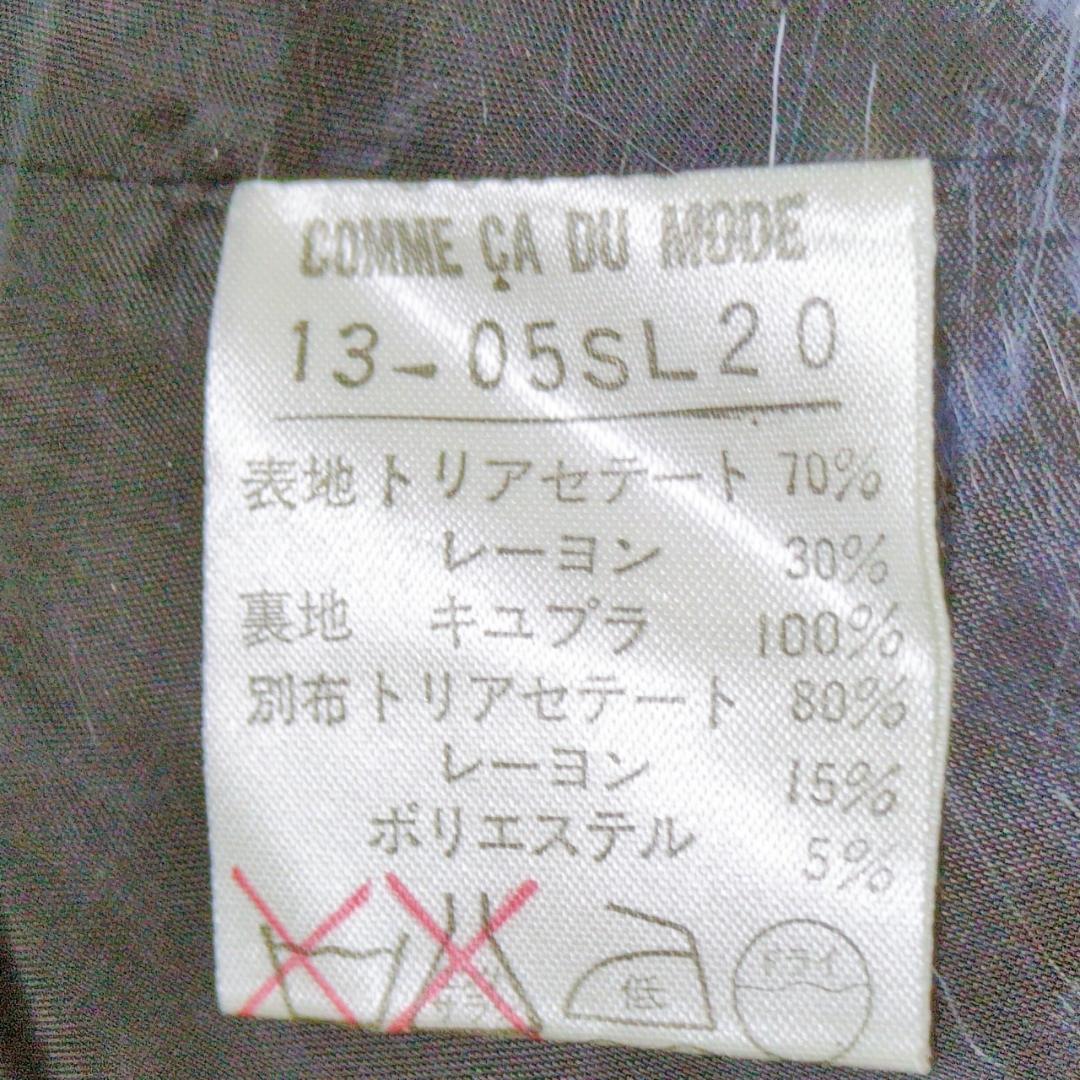 COMME ÇA DU MODE
13-05SL20
表地 トリアセテート 70%
レーヨン 30%
裏地 キュプラ 100%
別布 トリアセテート 80%
レーヨン 15%
ポリエステル 5%
低 ドライ